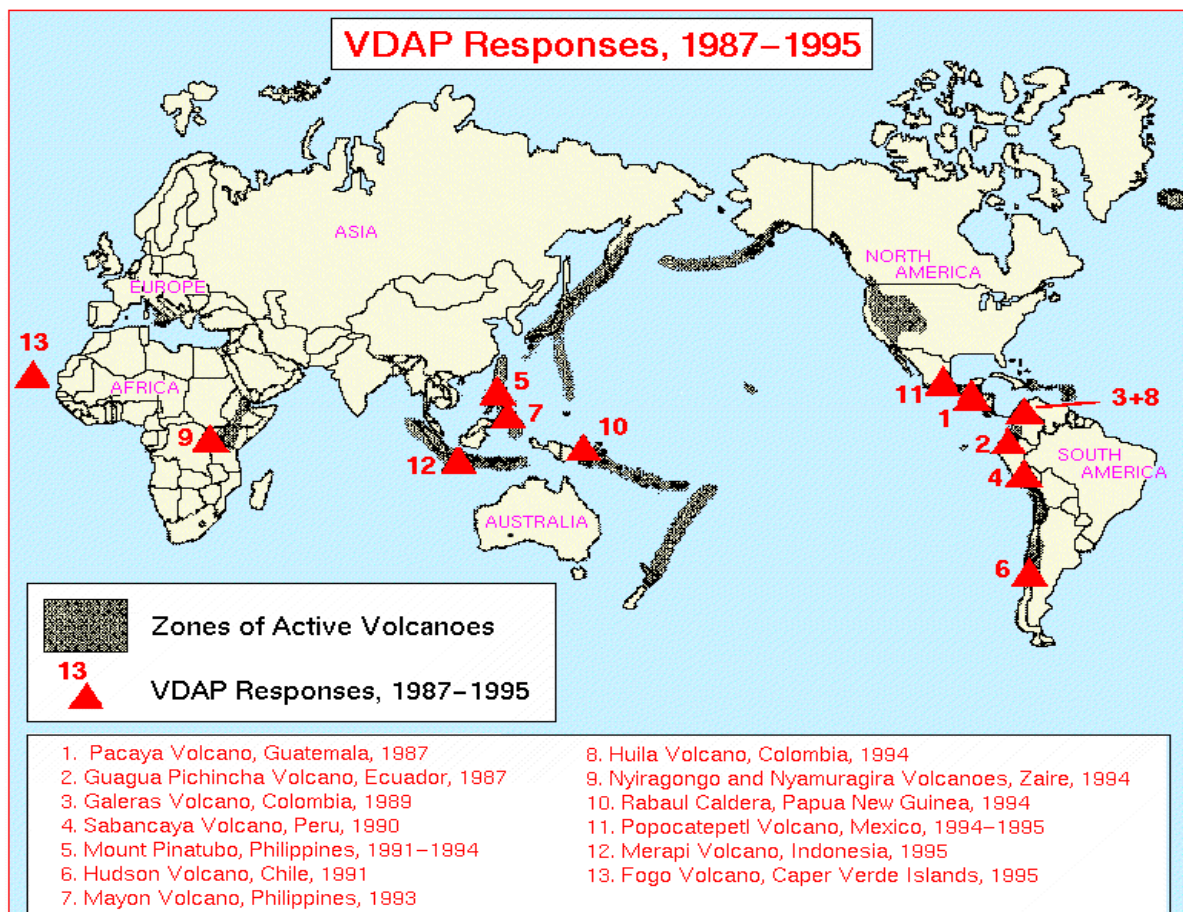 VDAP Responses, 1987–1995
ASIA
NORTH
AMERICA
EUROPE
13
AFRICA
5
11
1
3+8
7
10
9
2
12
SOUTH
AMERICA
4
AUSTRALIA
6
Zones of Active Volcanoes
13
VDAP Responses, 1987–1995
1. Pacaya Volcano, Guatemala, 1987
2. Guagua Pichincha Volcano, Ecuador, 1987
3. Galeras Volcano, Colombia, 1989
4. Sabancaya Volcano, Peru, 1990
5. Mount Pinatubo, Philippines, 1991–1994
6. Hudson Volcano, Chile, 1991
7. Mayon Volcano, Philippines, 1993
8. Huila Volcano, Colombia, 1994
9. Nyiragongo and Nyamuragira Volcanoes, Zaire, 1994
10. Rabaul Caldera, Papua New Guinea, 1994
11. Popocatepetl Volcano, Mexico, 1994–1995
12. Merapi Volcano, Indonesia, 1995
13. Fogo Volcano, Caper Verde Islands, 1995